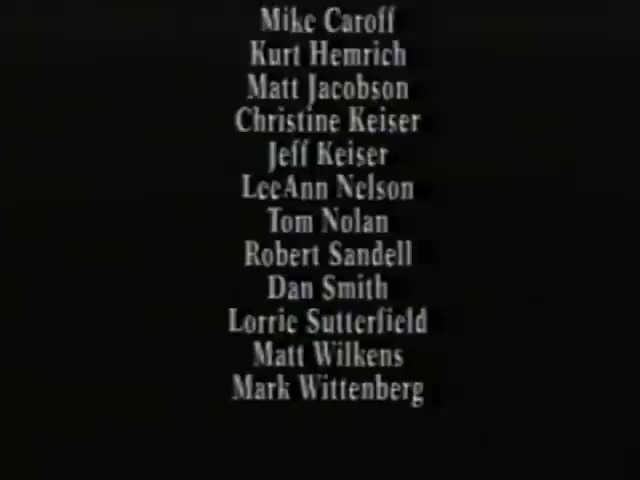 Mike Caroff
Kurt Hemrich
Matt Jacobson
Christine Keiser
Jeff Keiser
LeeAnn Nelson
Tom Nolan
Robert Sandell
Dan Smith
Lorrie Sutterfield
Matt Wilkens
Mark Wittenberg